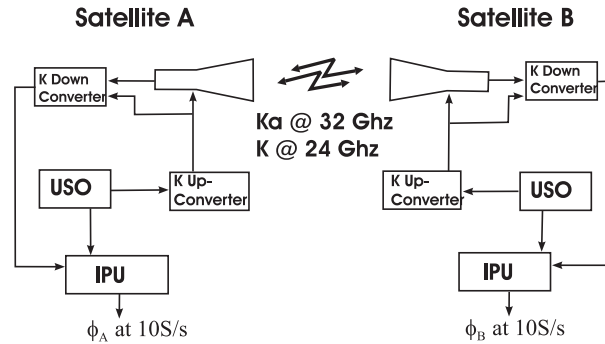 Satellite A
Satellite B
K Down
Converter
K Down
Converter
Ka @ 32 Ghz
K @ 24 Ghz
USO
K Up-
Converter
K Up-
Converter
USO
IPU
IPU
ϕA at 10S/s
ϕB at 10S/s